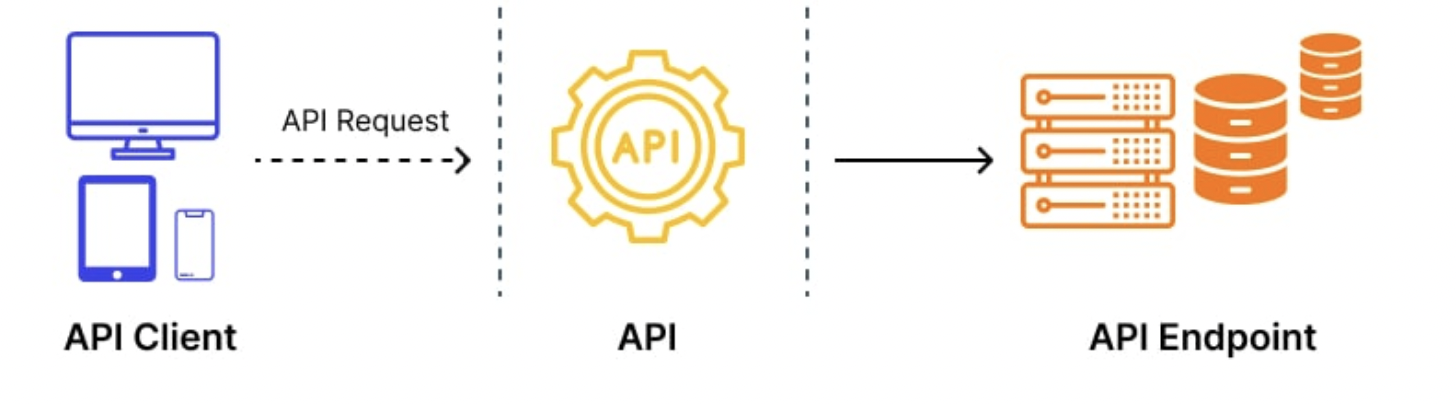 API Request
API
API Client
API
API Endpoint